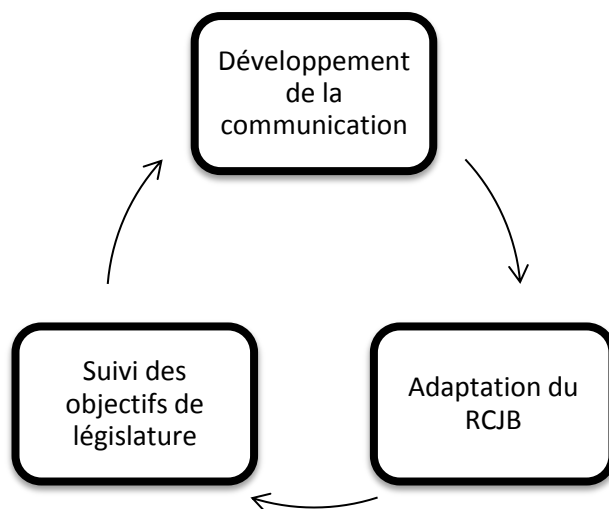 Développement
de la
communication
Suivi des
objectifs de
législature
Adaptation du
RCJB